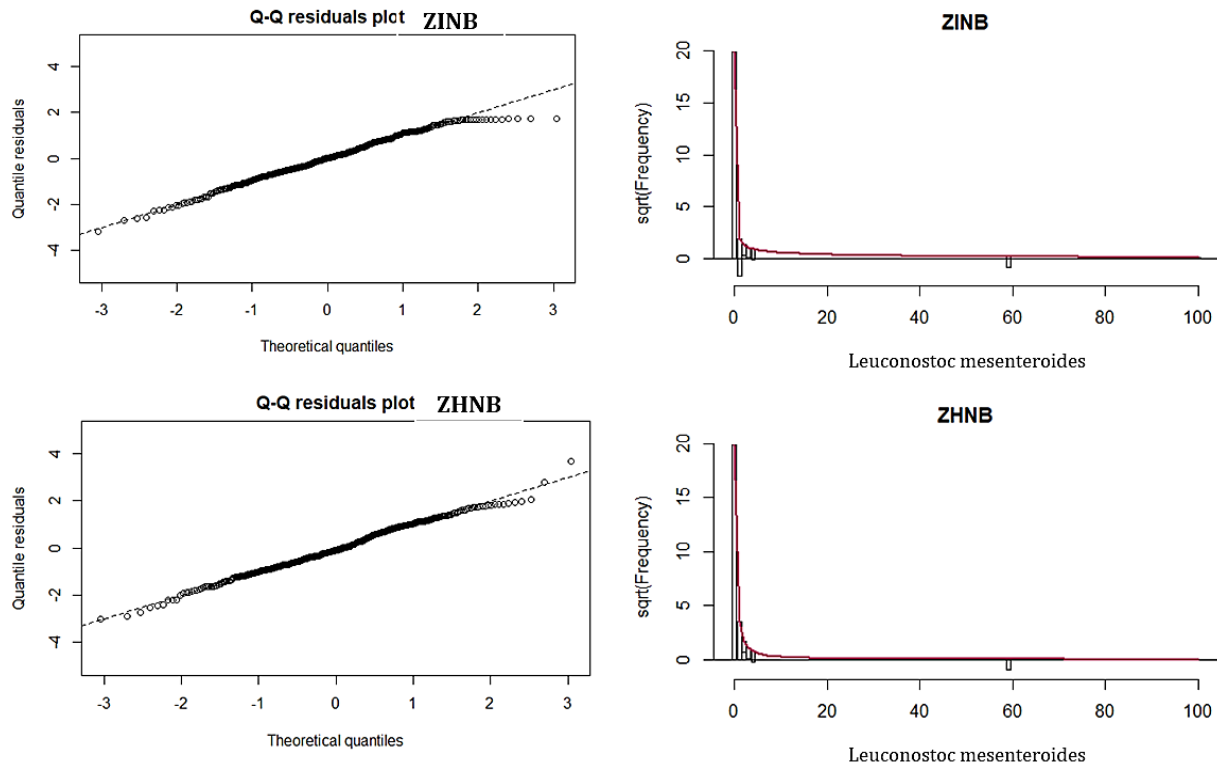 Q-Q residuals plot ZINB
Quantile residuals
4
2
0
-2
-4
-3 -2 -1 0 1 2 3
Theoretical quantiles
ZINB
sqrt(Frequency)
20
15
10
5
0
0 20 40 60 80 100
Leuconostoc mesenteroides
Q-Q residuals plot ZHNB
Quantile residuals
4
2
0
-2
-4
-3 -2 -1 0 1 2 3
Theoretical quantiles
ZHNB
sqrt(Frequency)
20
15
10
5
0
0 20 40 60 80 100
Leuconostoc mesenteroides